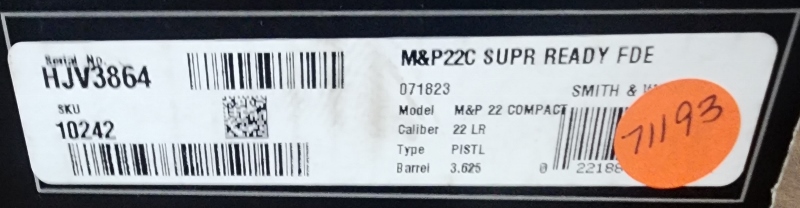 Serial No.
HJV3864
SKU
10242
M&P22C SUPR READY FDE
071823
SMITH &
Model M&P 22 COMPACT
Caliber 22 LR
Type PISTL
Barrel 3.625
0 22188
71193